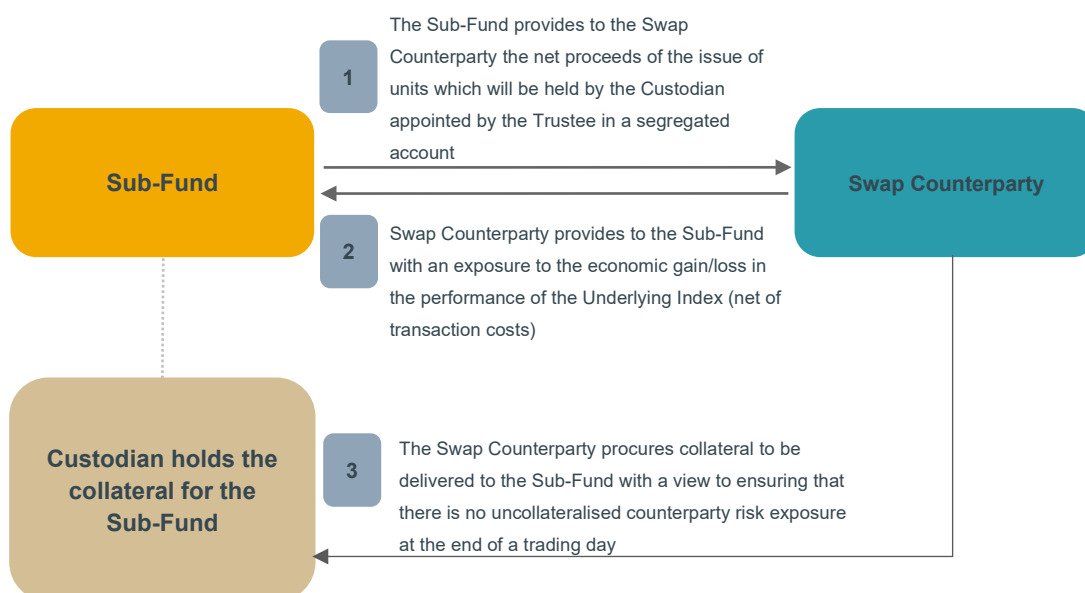 The Sub-Fund provides to the Swap
Counterparty the net proceeds of the issue of
units which will be held by the Custodian
appointed by the Trustee in a segregated
account
1
Sub-Fund
Swap Counterparty
2
Swap Counterparty provides to the Sub-Fund
with an exposure to the economic gain/loss in
the performance of the Underlying Index (net of
transaction costs)
Custodian holds the
collateral for the
Sub-Fund
3
The Swap Counterparty procures collateral to be
delivered to the Sub-Fund with a view to ensuring that
there is no uncollateralised counterparty risk exposure
at the end of a trading day